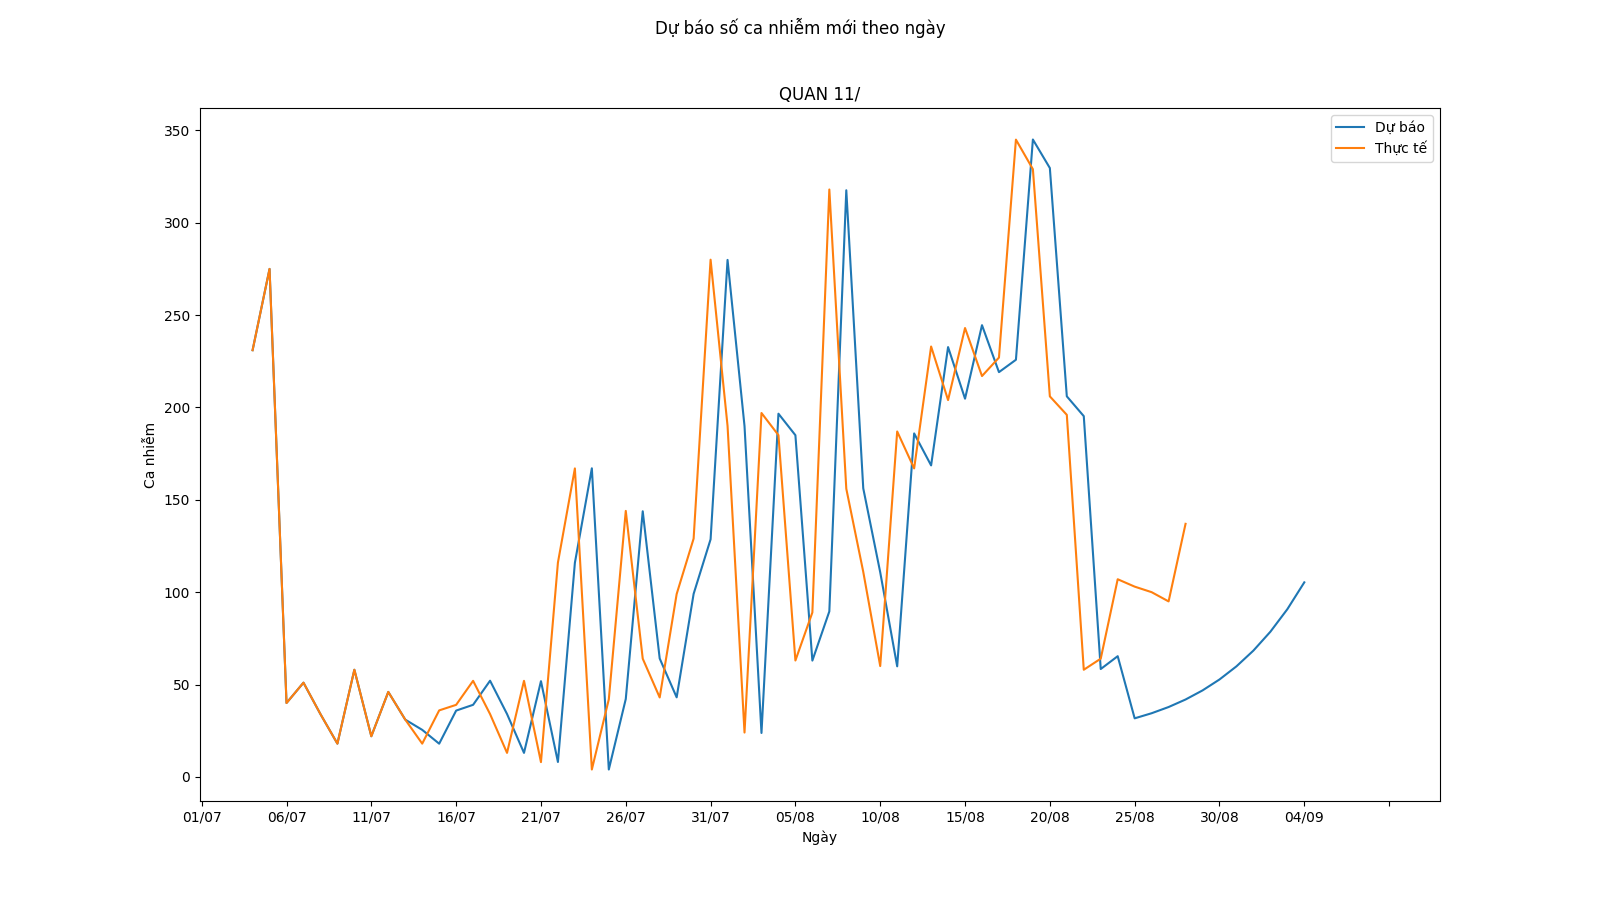 Dự báo số ca nhiễm mới theo ngày
QUAN 11/
Dự báo
Thực tế
350
300
250
200
150
100
50
0
Ca nhiễm
01/07 06/07 11/07 16/07 21/07 26/07 31/07 05/08 10/08 15/08 20/08 25/08 30/08 04/09
Ngày